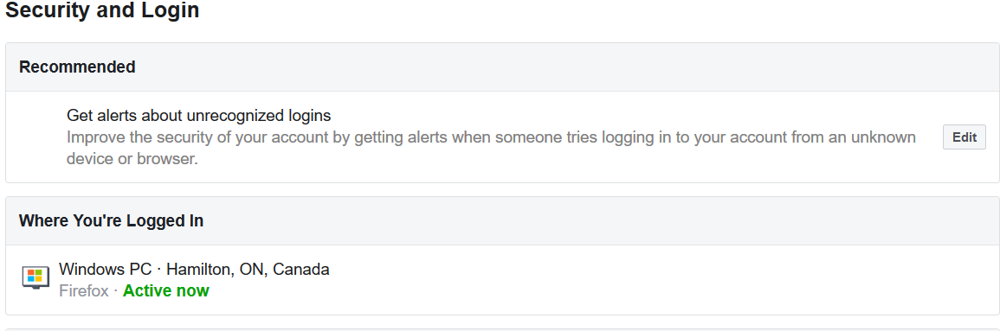 Security and Login
Recommended
Get alerts about unrecognized logins
Improve the security of your account by getting alerts when someone tries logging in to your account from an unknown
device or browser.
Edit
Where You're Logged In
Windows PC · Hamilton, ON, Canada
Firefox · Active now